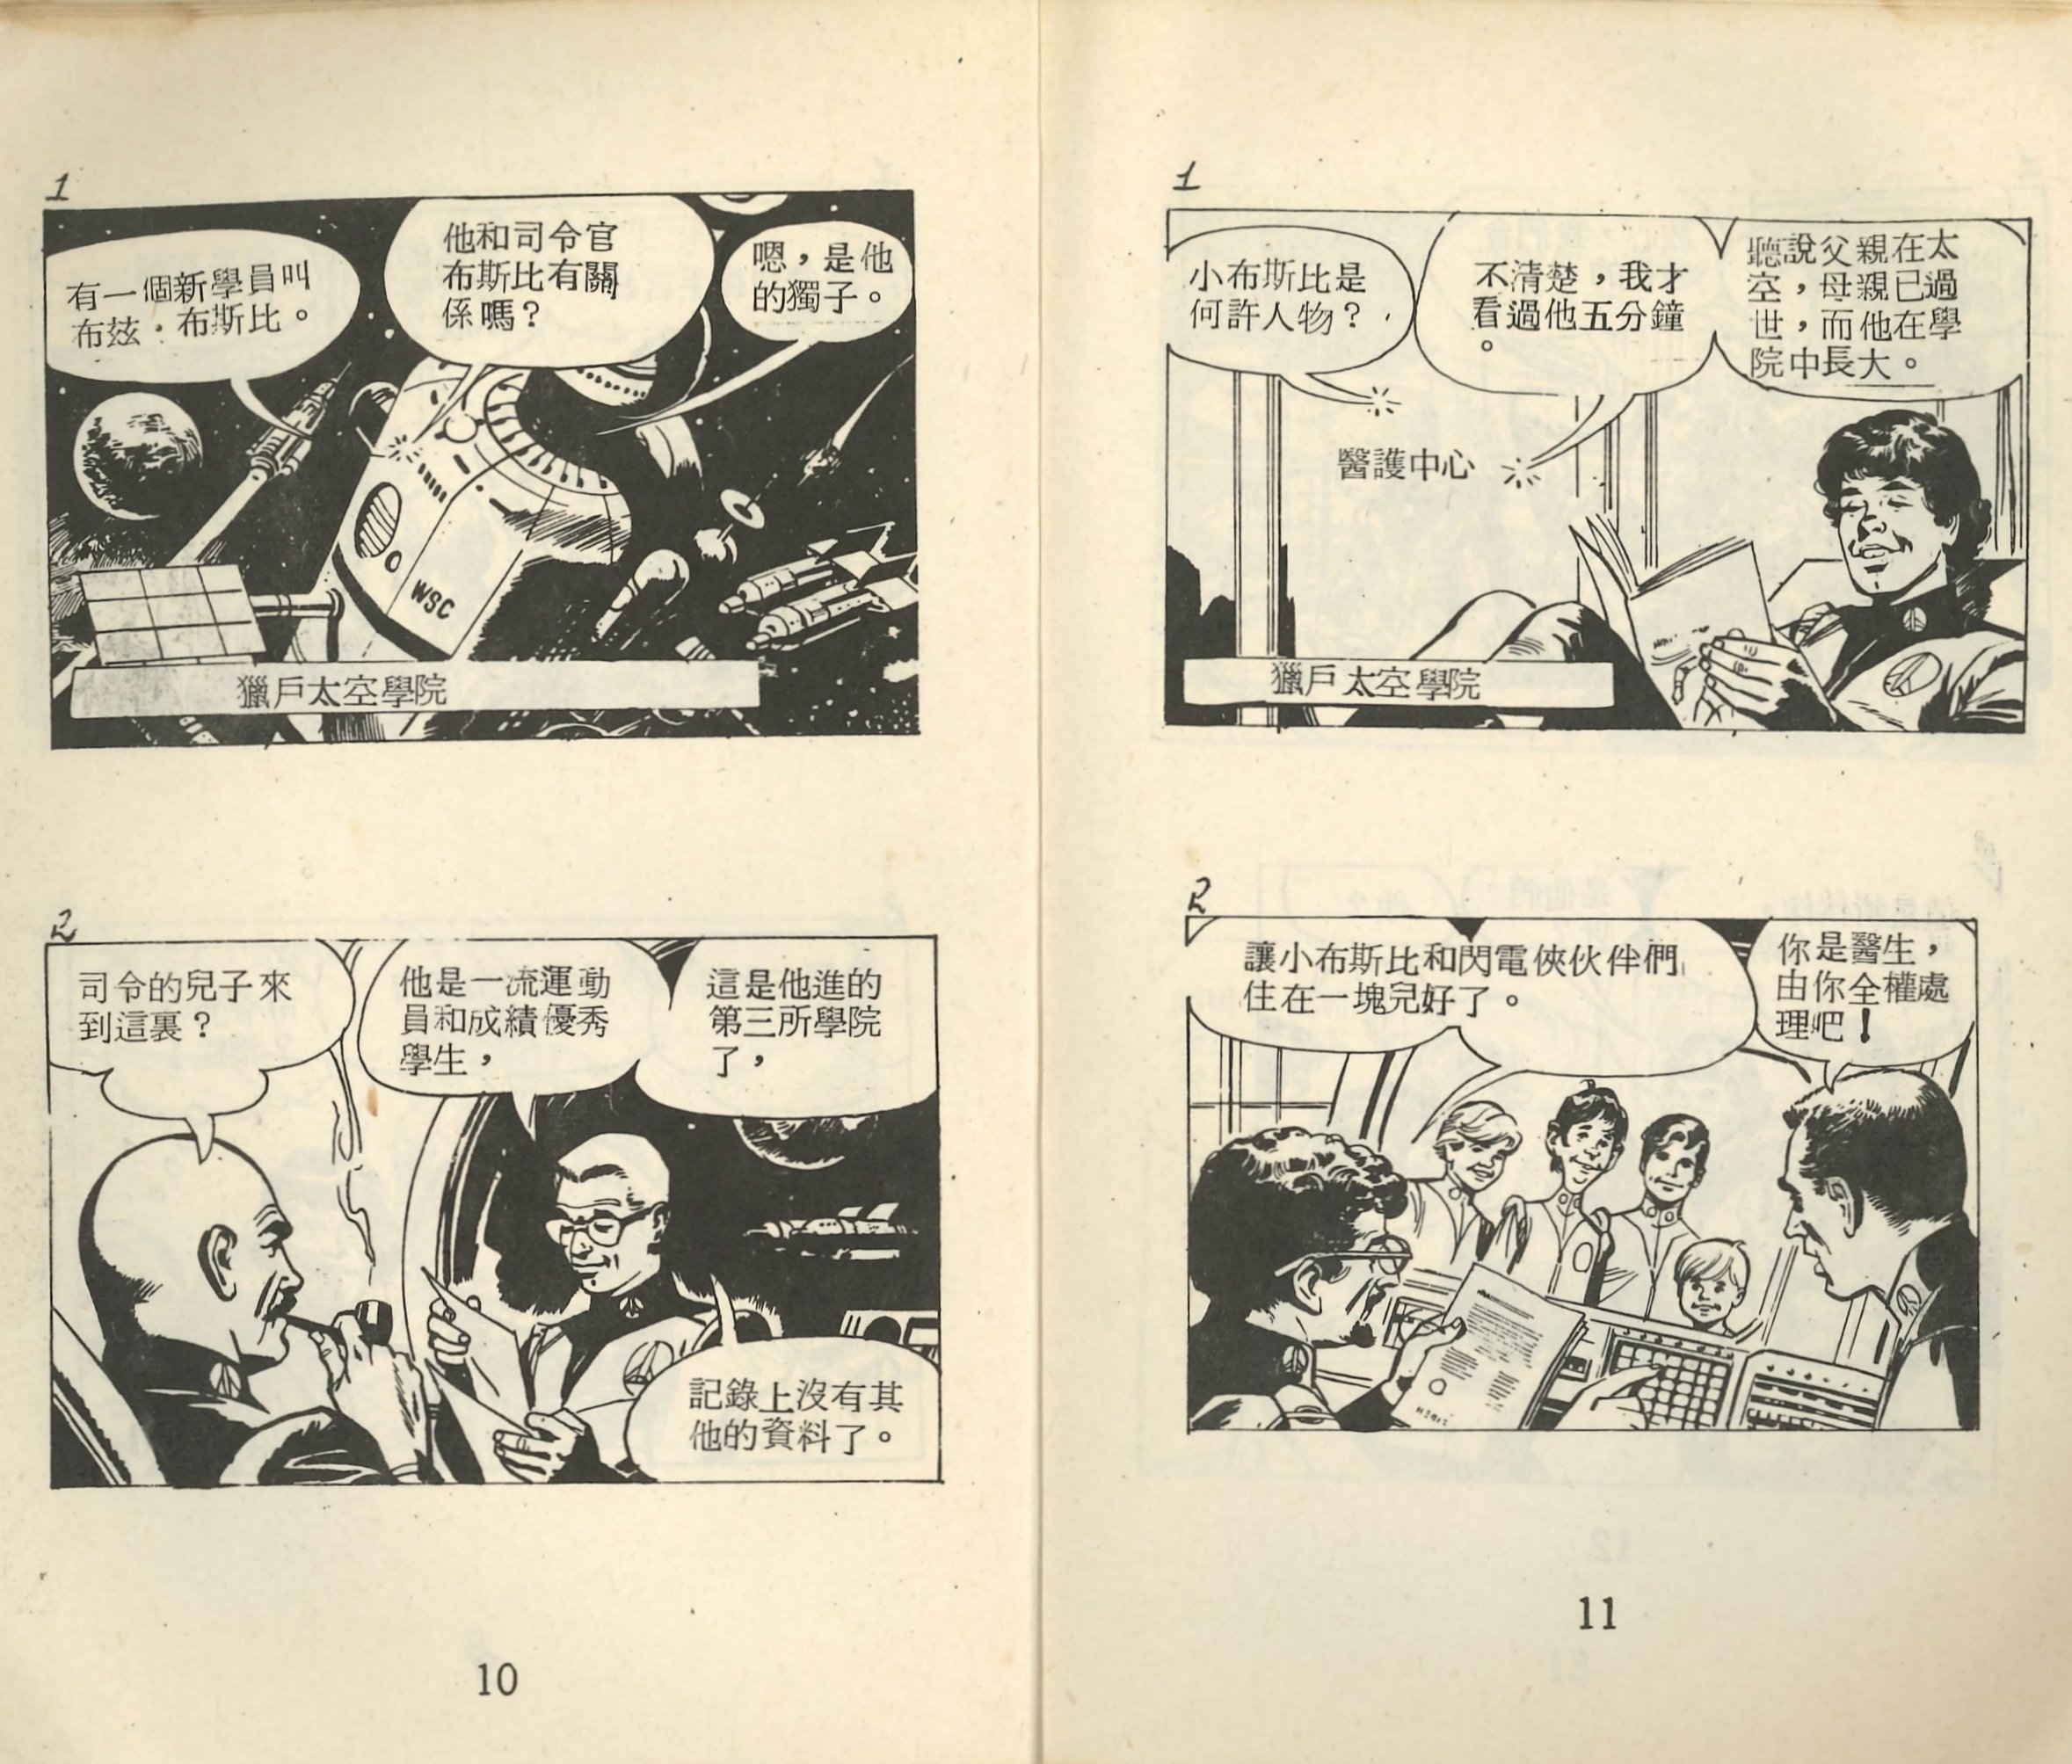 1
有一個新學員叫
布茲．布斯比。
他和司令官
布斯比有關
係嗎？
嗯，是他
的獨子。
WSC
獵戶太空學院
2
司令的兒子來
到這裏？
他是一流運動
員和成績優秀
學生，
這是他進的
第三所學院
了，
記錄上沒有其
他的資料了。
10
1
小布斯比是
何許人物？
不清楚，我才
看過他五分鐘
。
聽說父親在太
空，母親已過
世，而他在學
院中長大。
醫護中心
獵戶太空學院
2
讓小布斯比和閃電俠伙伴們
住在一塊兒好了。
你是醫生，
由你全權處
理吧！
11